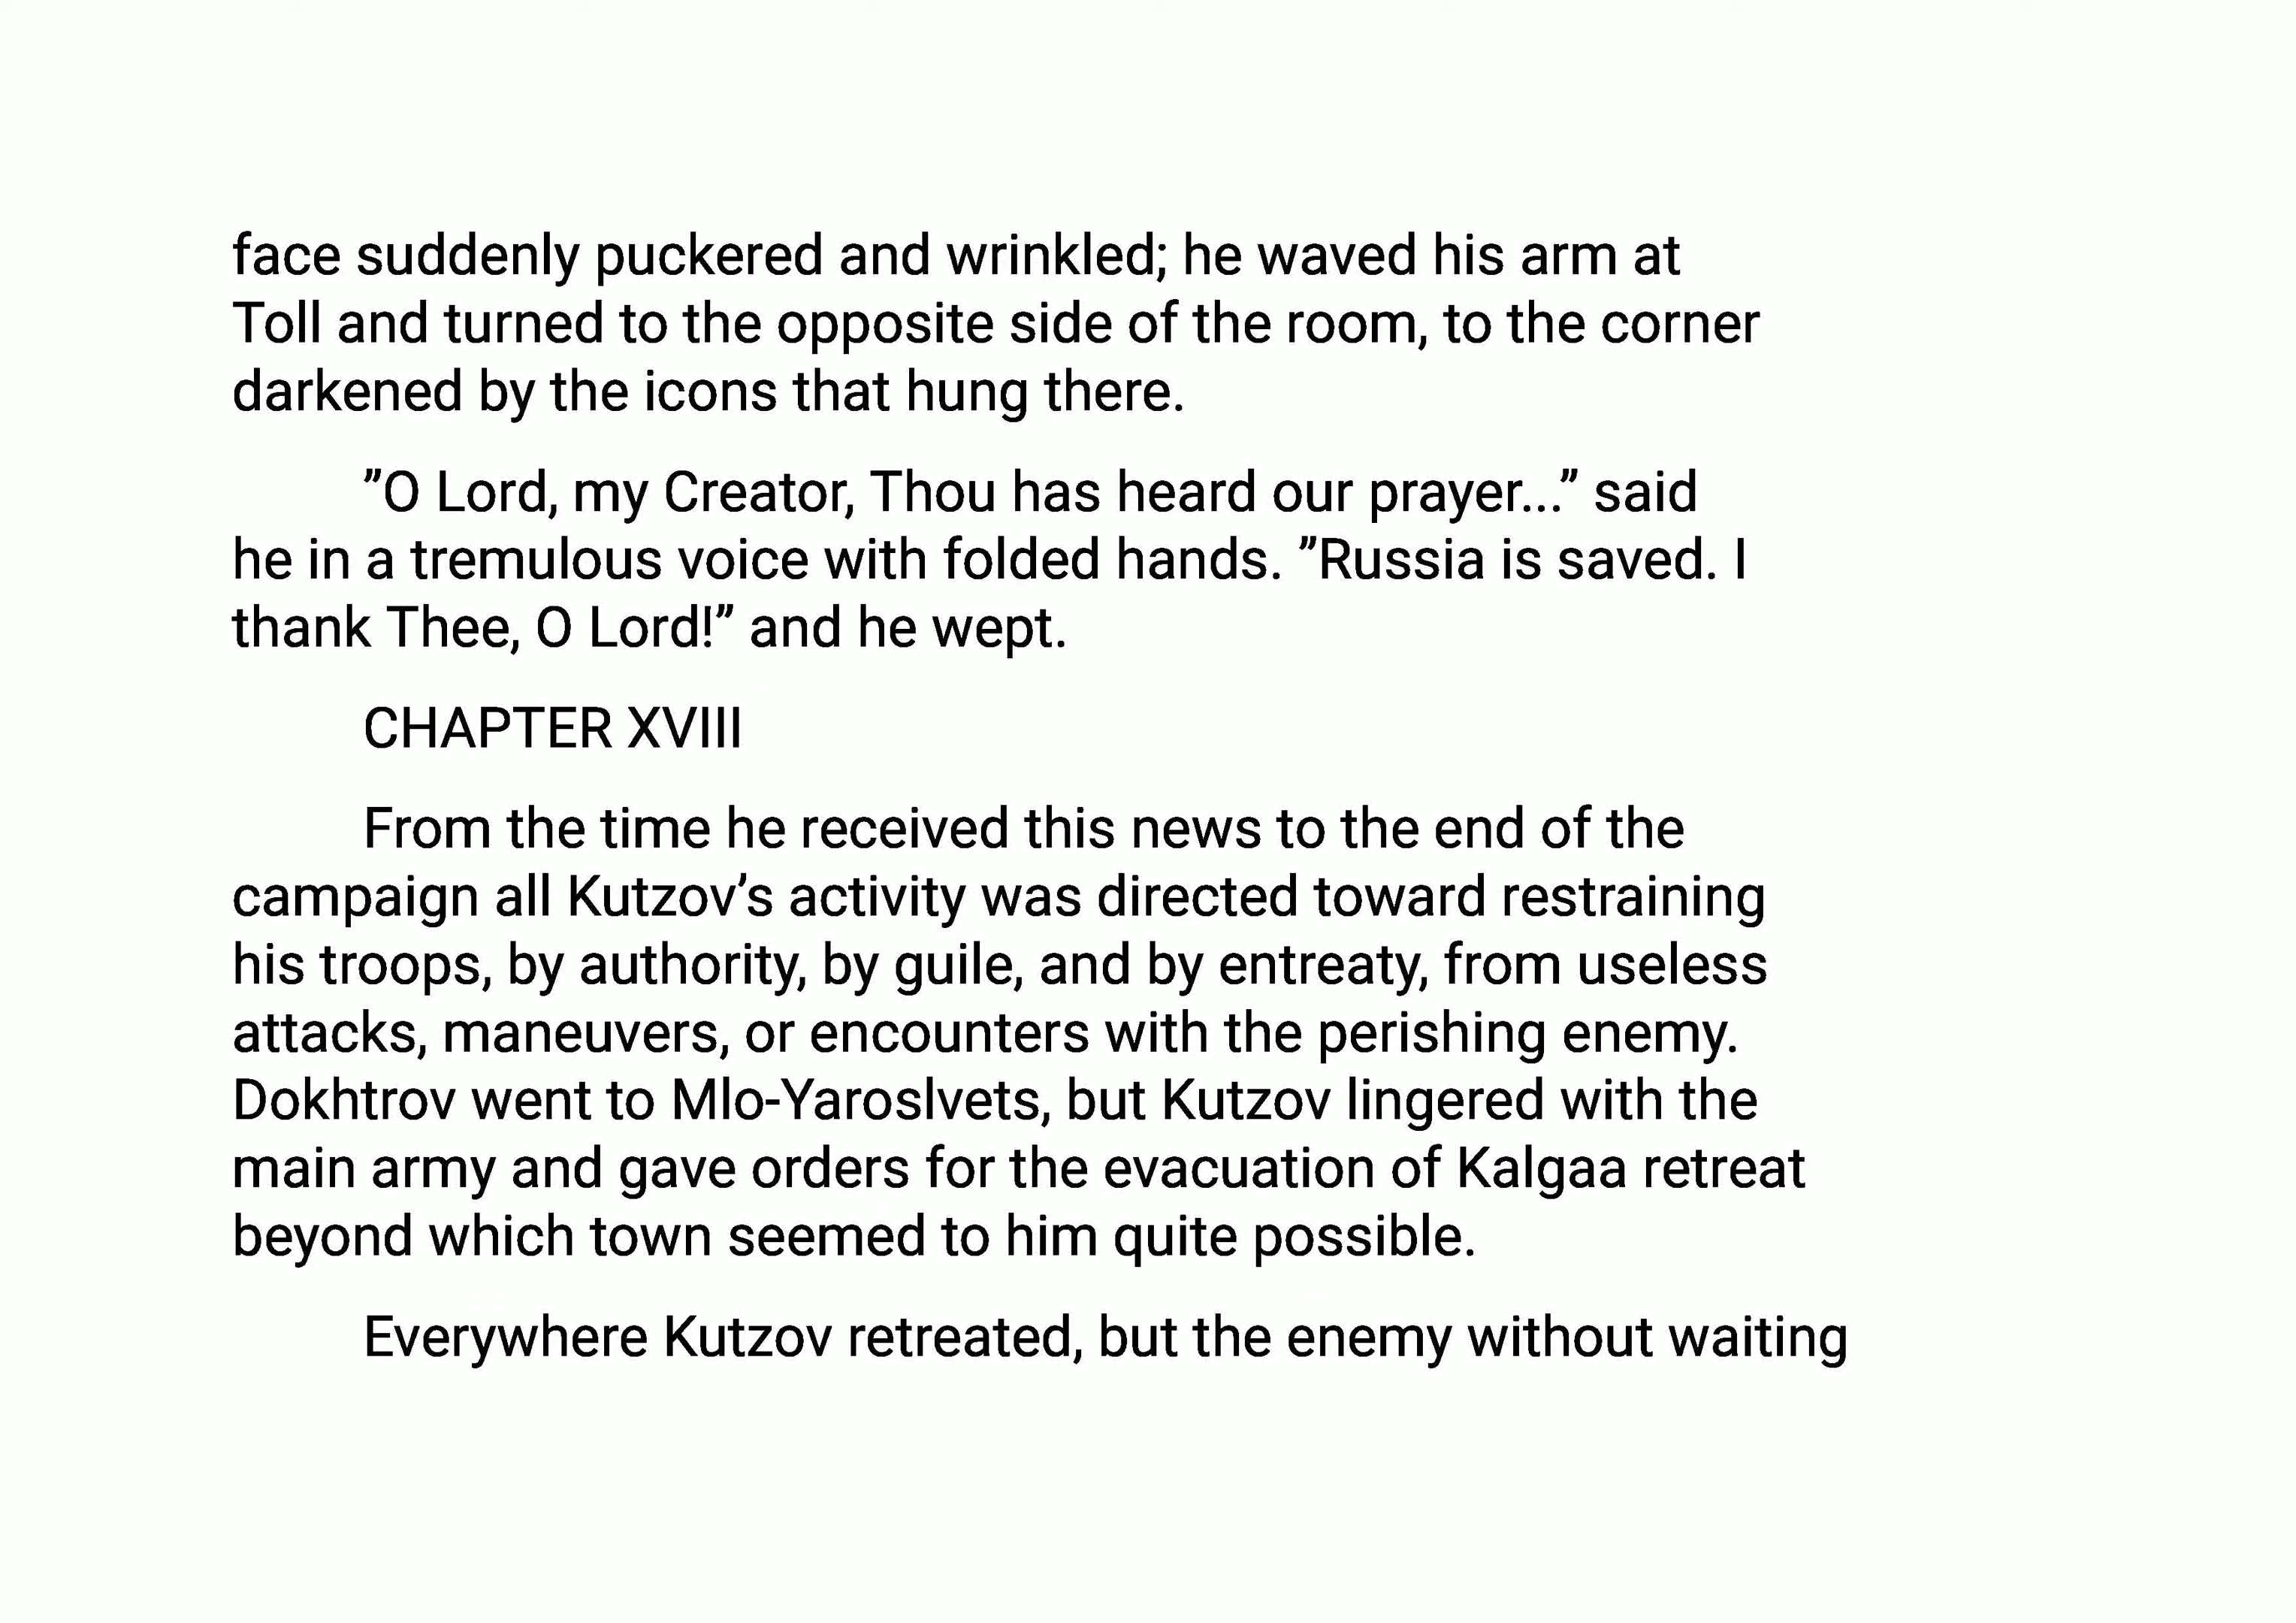 face suddenly puckered and wrinkled; he waved his arm at
Toll and turned to the opposite side of the room, to the corner
darkened by the icons that hung there.
”O Lord, my Creator, Thou has heard our prayer...” said
he in a tremulous voice with folded hands. ”Russia is saved. I
thank Thee, O Lord!” and he wept.
CHAPTER XVIII
From the time he received this news to the end of the
campaign all Kutzov’s activity was directed toward restraining
his troops, by authority, by guile, and by entreaty, from useless
attacks, maneuvers, or encounters with the perishing enemy.
Dokhtrov went to Mlo-Yaroslvets, but Kutzov lingered with the
main army and gave orders for the evacuation of Kalgaa retreat
beyond which town seemed to him quite possible.
Everywhere Kutzov retreated, but the enemy without waiting